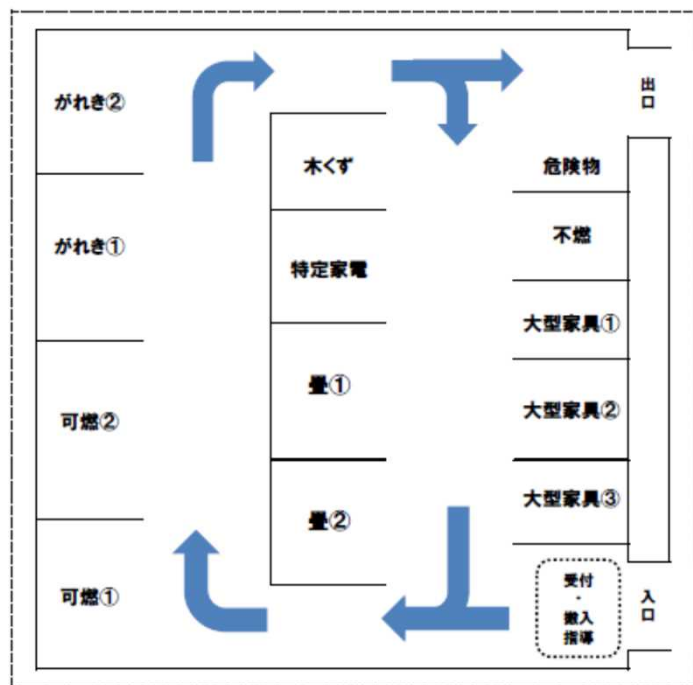 がれき②
がれき①
可燃②
可燃①
木くず
特定家電
畳①
畳②
出口
危険物
不燃
大型家具①
大型家具②
大型家具③
受付
・
搬入
指導
入口